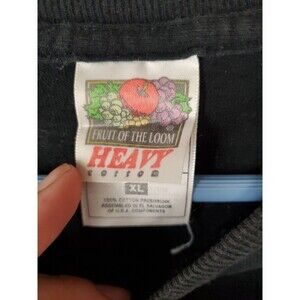 FRUIT OF THE LOOM®
HEAVY
COTTON
XL
100% COTTON PRESHRUNK
ASSEMBLED IN EL SALVADOR
OF U.S.A. COMPONENTS